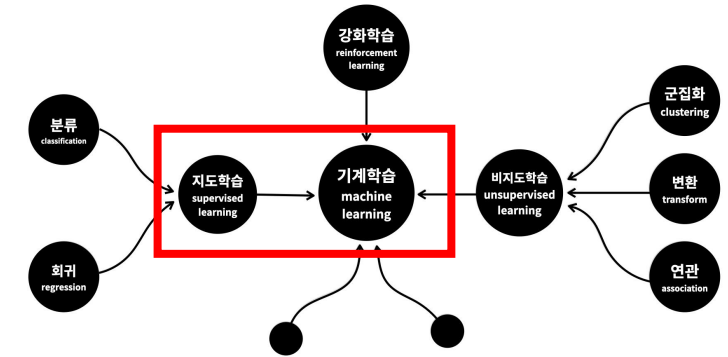 강화학습
reinforcement
learning
분류
classification
지도학습
supervised
learning
기계학습
machine
learning
비지도학습
unsupervised
learning
군집화
clustering
변환
transform
회귀
regression
연관
association